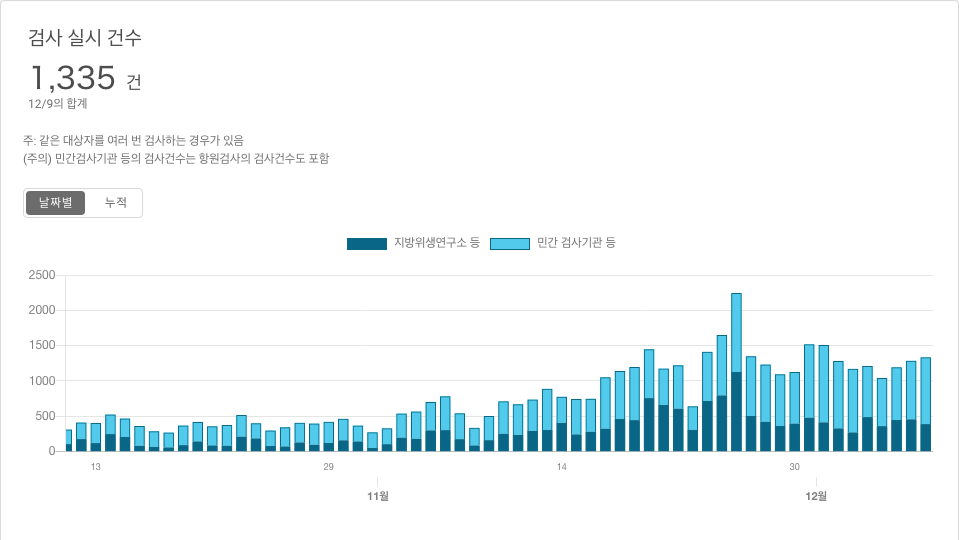 검사 실시 건수
1,335 건
12/9의 합계
주: 같은 대상자를 여러 번 검사하는 경우가 있음
(주의) 민간검사기관 등의 검사건수는 항원검사의 검사건수도 포함
날짜별 누적
지방위생연구소 등 민간 검사기관 등
2500
2000
1500
1000
500
0
13 29 14 30
11월 12월